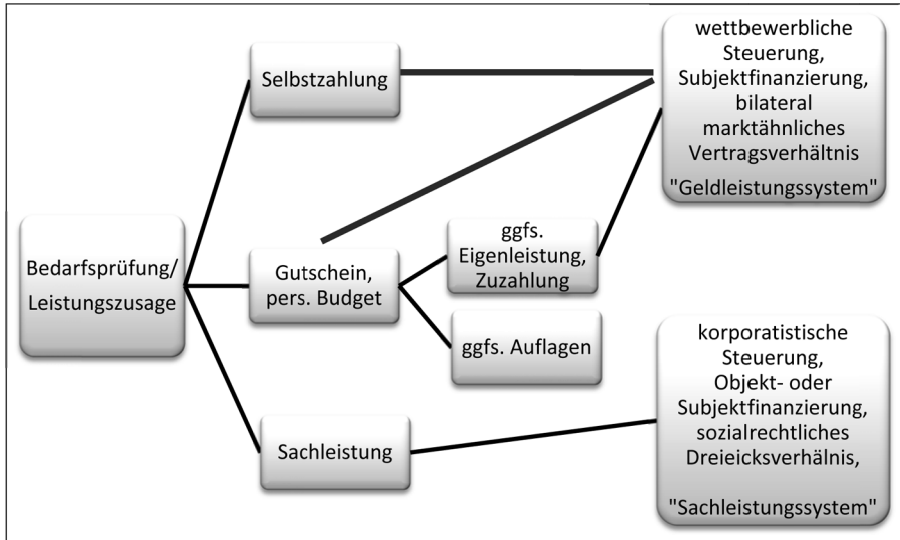 Bedarfsprüfung/
Leistungszusage
Selbstzahlung
Gutschein,
pers. Budget
Sachleistung
ggfs.
Eigenleistung,
Zuzahlung
ggfs. Auflagen
wettbewerbliche
Steuerung,
Subjektfinanzierung,
bilateral
marktähnliches
Vertragsverhältnis
"Geldleistungssystem"
korporatistische
Steuerung,
Objekt- oder
Subjektfinanzierung,
sozialrechtliches
Dreieicksverhälnis,
"Sachleistungssystem"